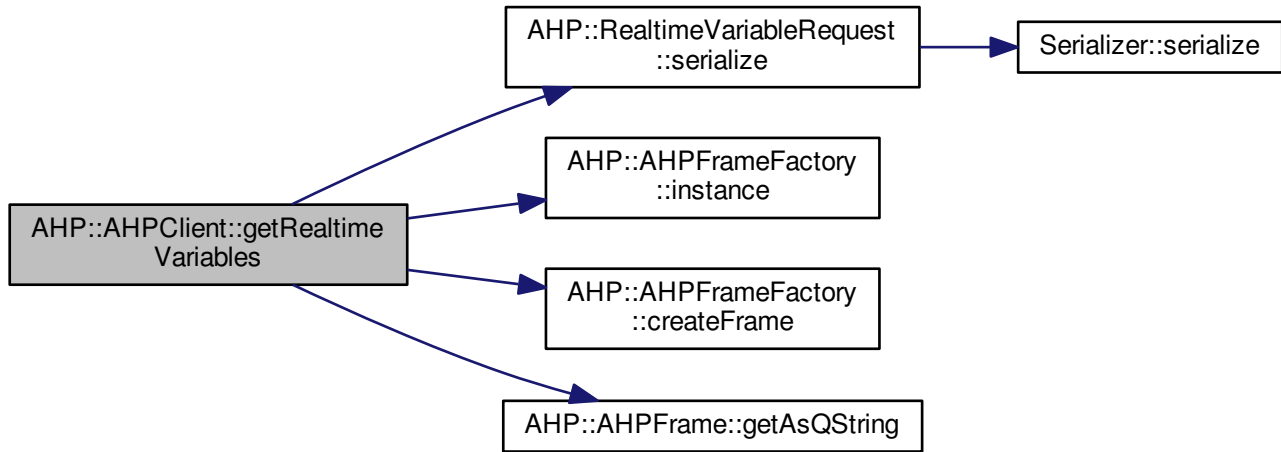 AHP::RealtimeVariableRequest
::serialize
Serializer::serialize
AHP::AHPFrameFactory
::instance
AHP::AHPClient::getRealtime
Variables
AHP::AHPFrameFactory
::createFrame
AHP::AHPFrame::getAsQString